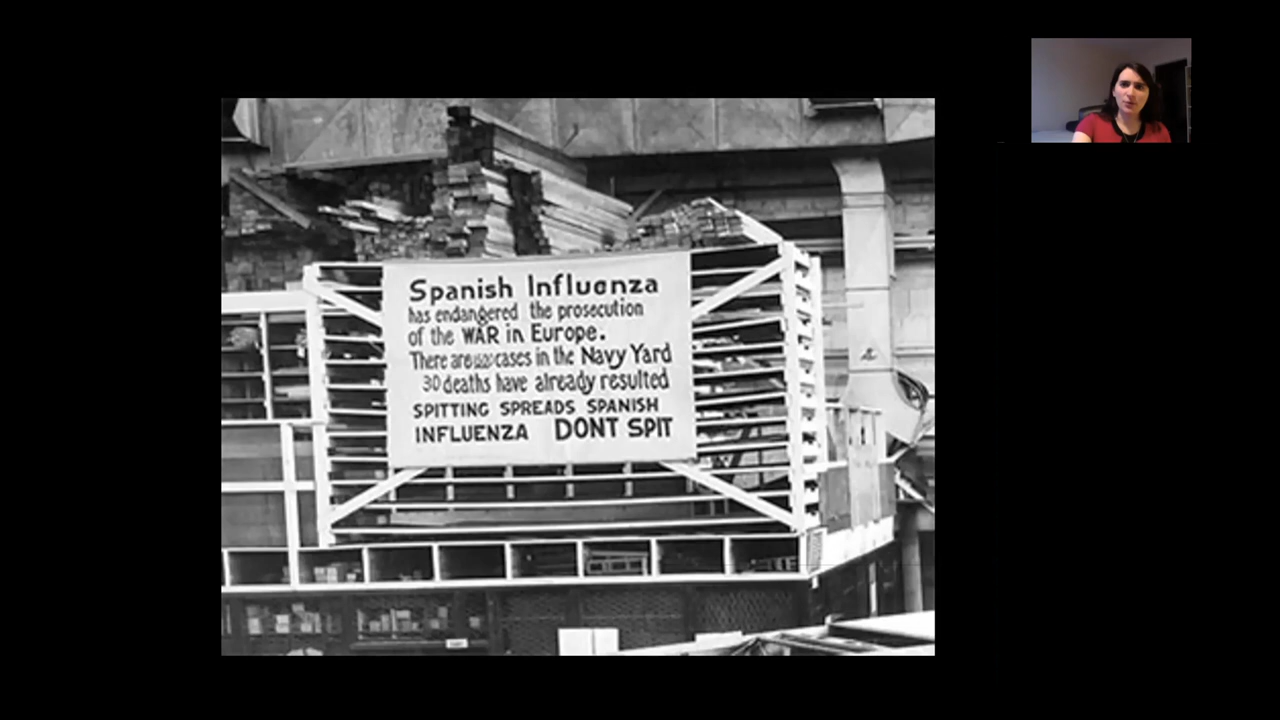 Spanish Influenza
has endangered the prosecution
of the WAR in Europe.
There are cases in the Navy Yard
30 deaths have already resulted
SPITTING SPREADS SPANISH
INFLUENZA DONT SPIT